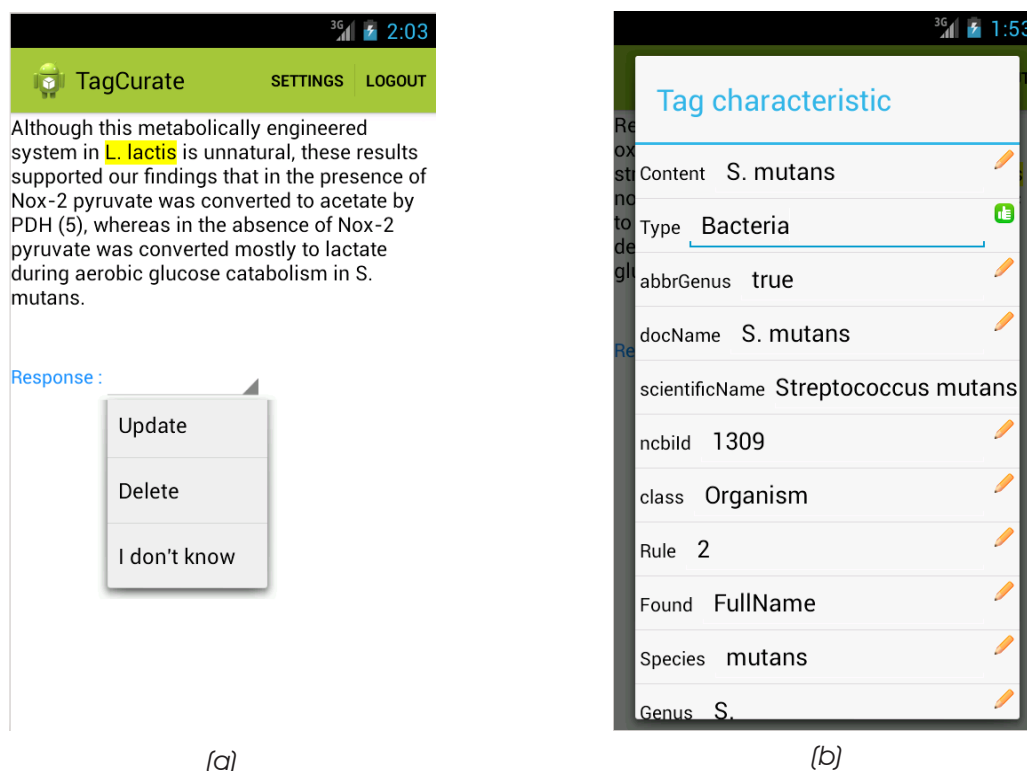 3G 2:03
TagCurate SETTINGS LOGOUT
Although this metabolically engineered
system in L. lactis is unnatural, these results
supported our findings that in the presence of
Nox-2 pyruvate was converted to acetate by
PDH (5), whereas in the absence of Nox-2
pyruvate was converted mostly to lactate
during aerobic glucose catabolism in S.
mutans.
Response :
Update
Delete
I don't know
(a)
3G 1:53
Tag characteristic
Content S. mutans
Type Bacteria
abbrGenus true
docName S. mutans
scientificName Streptococcus mutans
ncbiId 1309
class Organism
Rule 2
Found FullName
Species mutans
Genus S.
(b)